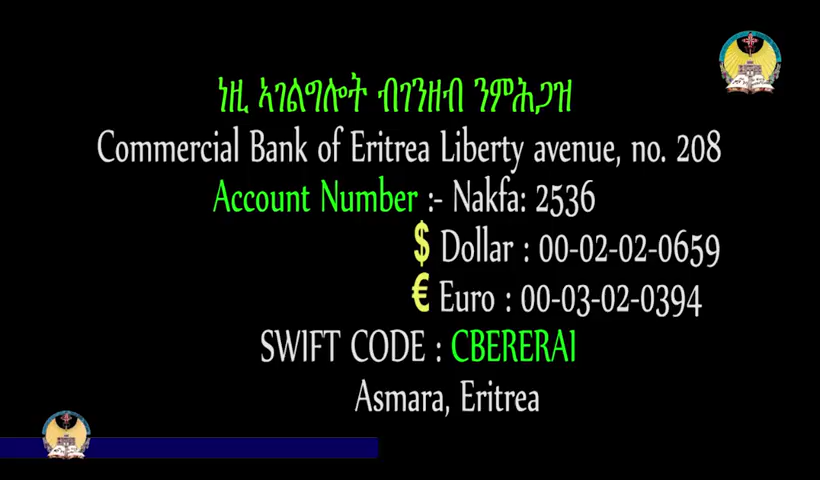 ነዚ ኣገልግሎት ብገንዘብ ንምሕጋዝ
Commercial Bank of Eritrea Liberty avenue, no. 208
Account Number :- Nakfa: 2536
$ Dollar : 00-02-02-0659
€ Euro : 00-03-02-0394
SWIFT CODE : CBERERAI
Asmara, Eritrea